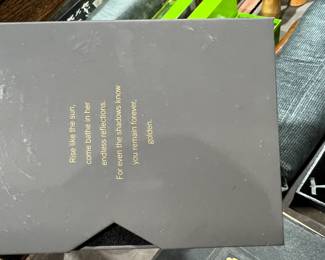 Rise like the sun,
come bathe in her
endless reflections.
For even the shadows know
you remain forever,
golden.